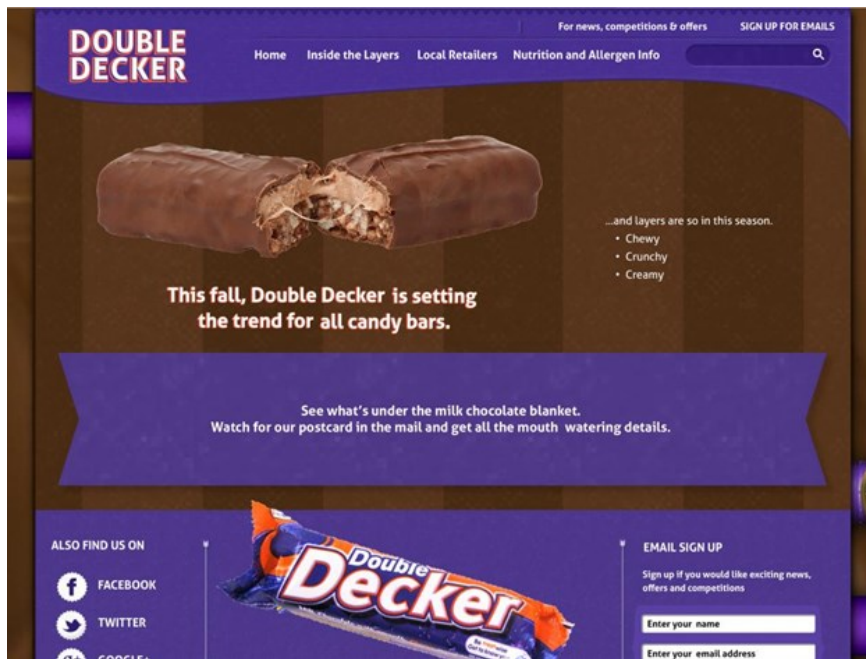 For news, competitions & offers
SIGN UP FOR EMAILS
DOUBLE
DECKER
Home
Inside the Layers
Local Retailers
Nutrition and Allergen Info
...and layers are so in this season.
• Chewy
• Crunchy
• Creamy
This fall, Double Decker is setting
the trend for all candy bars.
See what's under the milk chocolate blanket.
Watch for our postcard in the mail and get all the mouth watering details.
ALSO FIND US ON
FACEBOOK
TWITTER
GOOGLE+
Double
Decker
EMAIL SIGN UP
Sign up if you would like exciting news,
offers and competitions
Enter your name
Enter your email address